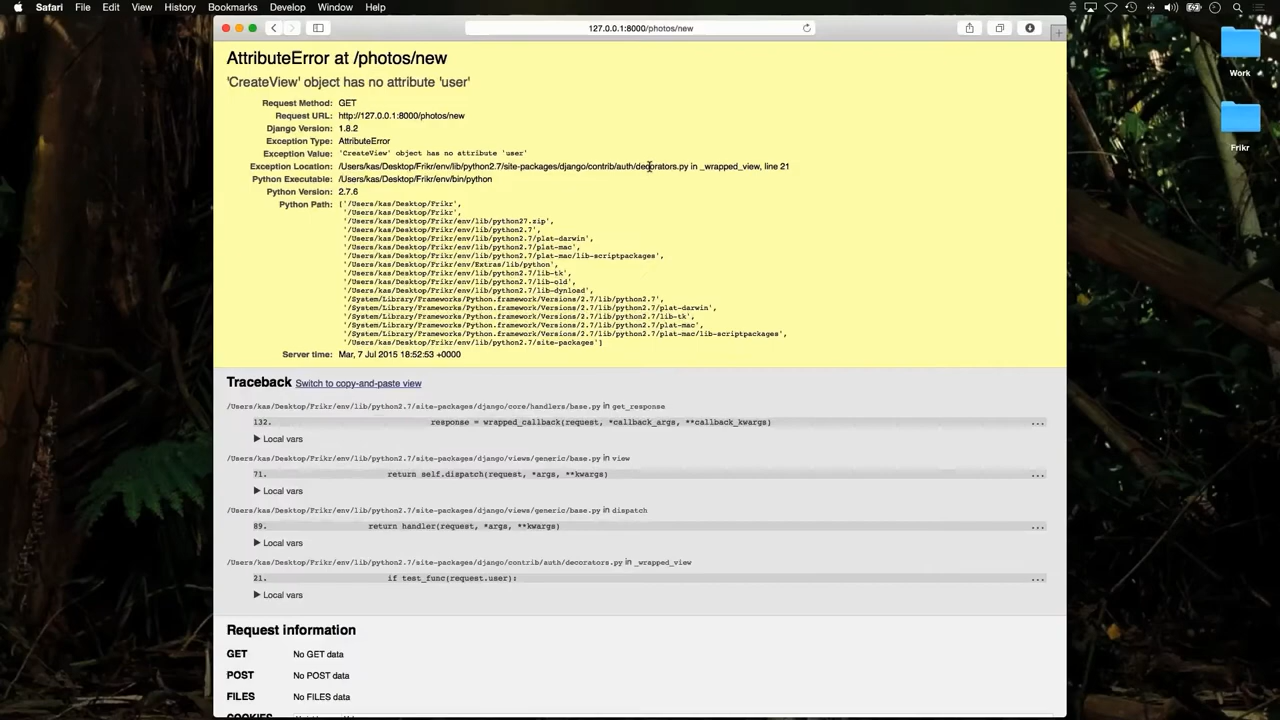 Safari File Edit View History Bookmarks Develop Window Help
127.0.0.1:8000/photos/new
Work
Frikr
AttributeError at /photos/new
'CreateView' object has no attribute 'user'
Request Method: GET
Request URL: http://127.0.0.1:8000/photos/new
Django Version: 1.8.2
Exception Type: AttributeError
Exception Value: 'CreateView' object has no attribute 'user'
Exception Location: /Users/kas/Desktop/Frikr/env/lib/python2.7/site-packages/django/contrib/auth/decorators.py in _wrapped_view, line 21
Python Executable: /Users/kas/Desktop/Frikr/env/bin/python
Python Version: 2.7.6
Python Path: ['/Users/kas/Desktop/Frikr',
'/Users/kas/Desktop/Frikr',
'/Users/kas/Desktop/Frikr/env/lib/python27.zip',
'/Users/kas/Desktop/Frikr/env/lib/python2.7',
'/Users/kas/Desktop/Frikr/env/lib/python2.7/plat-darwin',
'/Users/kas/Desktop/Frikr/env/lib/python2.7/plat-mac',
'/Users/kas/Desktop/Frikr/env/lib/python2.7/plat-mac/lib-scriptpackages',
'/Users/kas/Desktop/Frikr/env/Extras/lib/python',
'/Users/kas/Desktop/Frikr/env/lib/python2.7/lib-tk',
'/Users/kas/Desktop/Frikr/env/lib/python2.7/lib-old',
'/Users/kas/Desktop/Frikr/env/lib/python2.7/lib-dynload',
'/System/Library/Frameworks/Python.framework/Versions/2.7/lib/python2.7',
'/System/Library/Frameworks/Python.framework/Versions/2.7/lib/python2.7/plat-darwin',
'/System/Library/Frameworks/Python.framework/Versions/2.7/lib/python2.7/lib-tk',
'/System/Library/Frameworks/Python.framework/Versions/2.7/lib/python2.7/plat-mac',
'/System/Library/Frameworks/Python.framework/Versions/2.7/lib/python2.7/plat-mac/lib-scriptpackages',
'/Users/kas/Desktop/Frikr/env/lib/python2.7/site-packages']
Server time: Mar, 7 Jul 2015 18:52:53 +0000
Traceback Switch to copy-and-paste view
/Users/kas/Desktop/Frikr/env/lib/python2.7/site-packages/django/core/handlers/base.py in get_response
132. response = wrapped_callback(request, *callback_args, **callback_kwargs) ...
▶ Local vars
/Users/kas/Desktop/Frikr/env/lib/python2.7/site-packages/django/views/generic/base.py in view
71. return self.dispatch(request, *args, **kwargs) ...
▶ Local vars
/Users/kas/Desktop/Frikr/env/lib/python2.7/site-packages/django/views/generic/base.py in dispatch
89. return handler(request, *args, **kwargs) ...
▶ Local vars
/Users/kas/Desktop/Frikr/env/lib/python2.7/site-packages/django/contrib/auth/decorators.py in _wrapped_view
21. if test_func(request.user): ...
▶ Local vars
Request information
GET No GET data
POST No POST data
FILES No FILES data
COOKIES